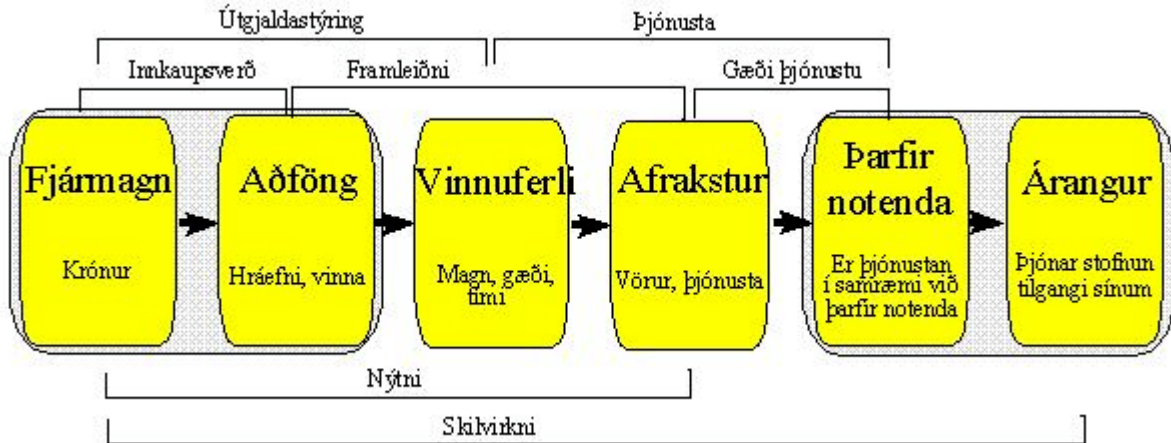 Útgjaldastýring
Þjónusta
Innkaupsverð
Framleiðni
Gæði þjónustu
Fjármagn
Krónur
Aðföng
Hráefni, vinna
Vinnuferli
Magn, gæði,
tími
Afrakstur
Vörur, þjónusta
Þarfir
notenda
Er þjónustan
í samræmi við
þarfir notenda
Árangur
Þjónar stofnun
tilgangi sínum
Nýtni
Skilvirkni